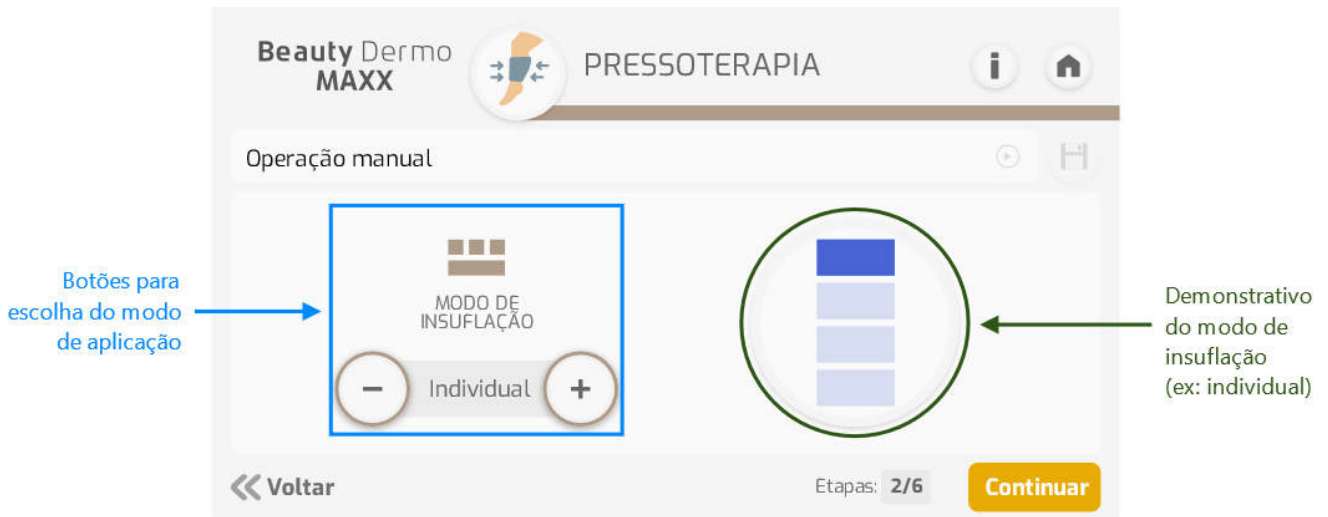 Beauty Dermo
MAXX
PRESSOTERAPIA
i
Operação manual
Botões para
escolha do modo
de aplicação
MODO DE
INSUFLAÇÃO
− Individual +
Demonstrativo
do modo de
insuflação
(ex: individual)
Voltar
Etapas: 2/6
Continuar